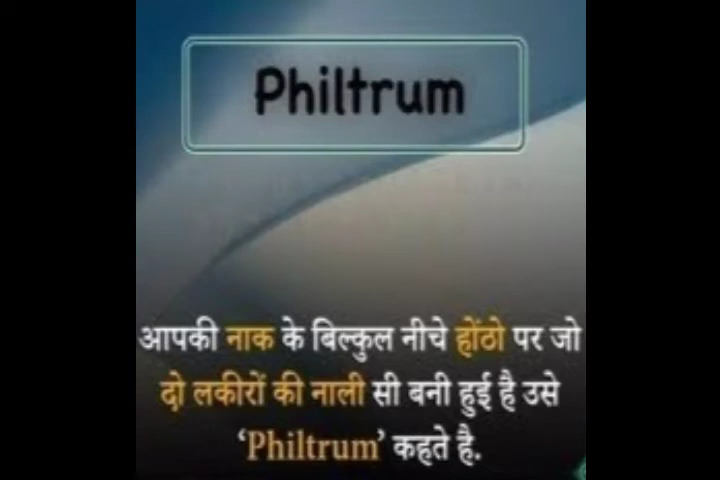 Philtrum
आपकी नाक के बिल्कुल नीचे होंठो पर जो
दो लकीरों की नाली सी बनी हुई है उसे
‘Philtrum’ कहते है.